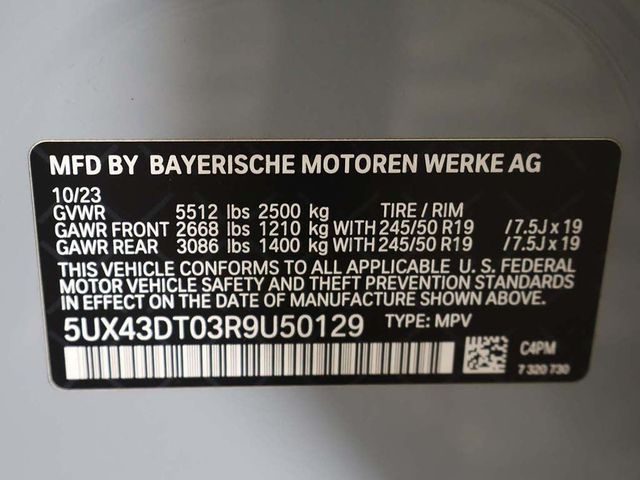 MFD BY BAYERISCHE MOTOREN WERKE AG
10/23
GVWR 5512 lbs 2500 kg TIRE / RIM
GAWR FRONT 2668 lbs 1210 kg WITH 245/50 R19 /7.5J x 19
GAWR REAR 3086 lbs 1400 kg WITH 245/50 R19 /7.5J x 19
THIS VEHICLE CONFORMS TO ALL APPLICABLE U. S. FEDERAL
MOTOR VEHICLE SAFETY AND THEFT PREVENTION STANDARDS
IN EFFECT ON THE DATE OF MANUFACTURE SHOWN ABOVE.
5UX43DT03R9U50129 TYPE: MPV
C4PM
7 320 730